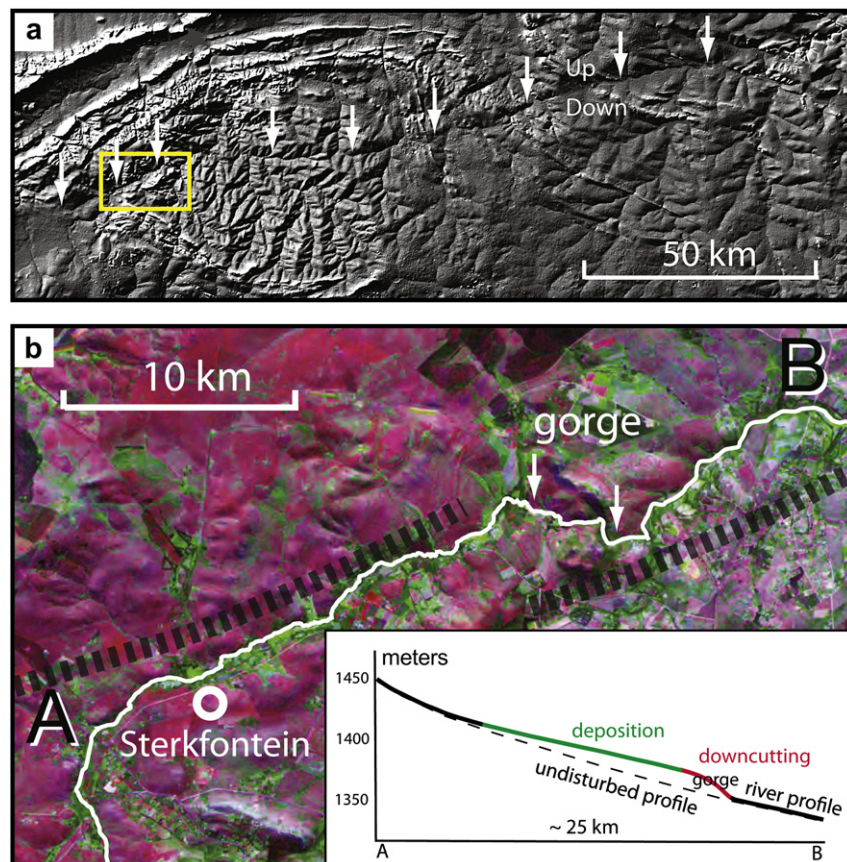 a
Up
Down
50 km
b
10 km
B
gorge
A
Sterkfontein
meters
1450
1400
1350
deposition
downcutting
gorge
undisturbed profile
river profile
~ 25 km
A
B